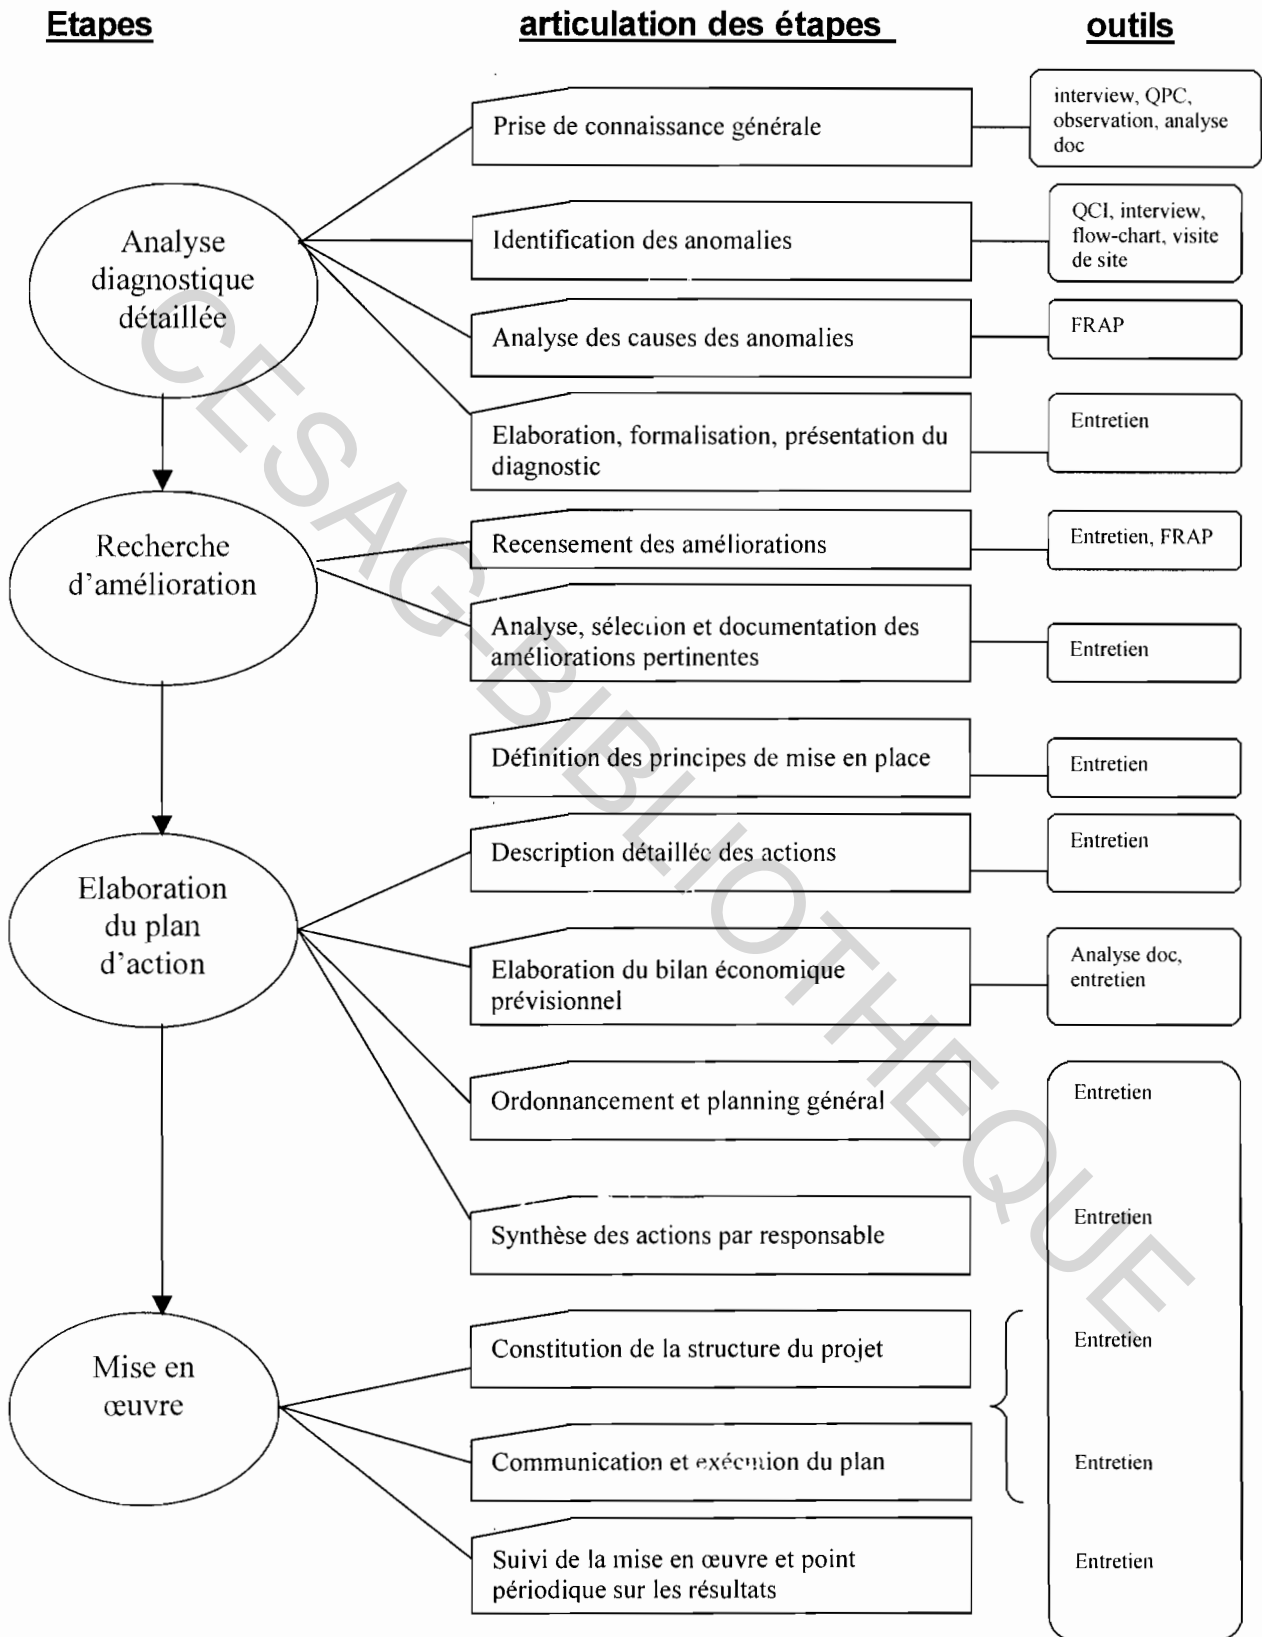 Etapes
articulation des étapes
outils
Prise de connaissance générale
interview, QPC,
observation, analyse
doc
Analyse
diagnostique
détaillée
Identification des anomalies
QCI, interview,
flow-chart, visite
de site
Analyse des causes des anomalies
FRAP
Elaboration, formalisation, présentation du
diagnostic
Entretien
Recherche
d'amélioration
Recensement des améliorations
Entretien, FRAP
Analyse, sélection et documentation des
améliorations pertinentes
Entretien
Définition des principes de mise en place
Entretien
Elaboration
du plan
d'action
Description détaillée des actions
Entretien
Elaboration du bilan économique
prévisionnel
Analyse doc,
entretien
Ordonnancement et planning général
Entretien
Synthèse des actions par responsable
Entretien
Mise en
œuvre
Constitution de la structure du projet
Entretien
Communication et exécution du plan
Entretien
Suivi de la mise en œuvre et point
périodique sur les résultats
Entretien
CESAG-BIBLIOTHEQUE